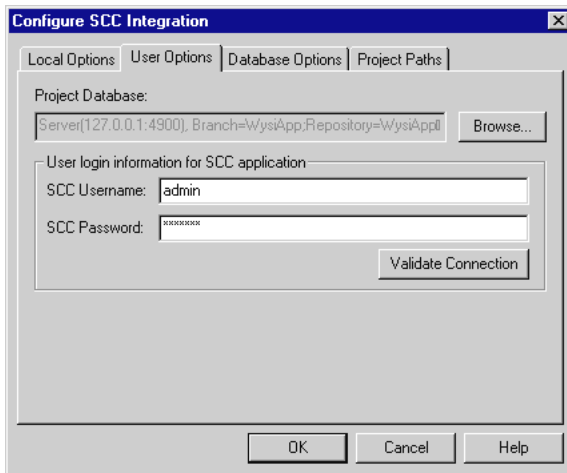 Configure SCC Integration
Local Options User Options Database Options Project Paths
Project Database:
Server(127.0.0.1:4900), Branch=WysiApp;Repository=WysiApp
Browse...
User login information for SCC application
SCC Username: admin
SCC Password: *******
Validate Connection
OK Cancel Help